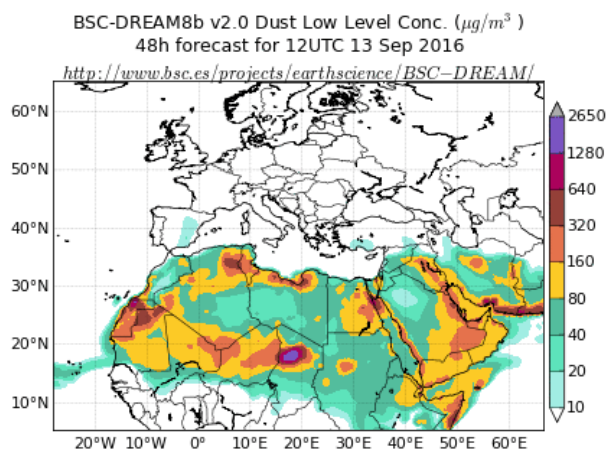 BSC-DREAM8b v2.0 Dust Low Level Conc. (μg/m³ )
48h forecast for 12UTC 13 Sep 2016
http://www.bsc.es/projects/earthscience/BSC−DREAM/
60°N
50°N
40°N
30°N
20°N
10°N
20°W 10°W 0° 10°E 20°E 30°E 40°E 50°E 60°E
2650
1280
640
320
160
80
40
20
10